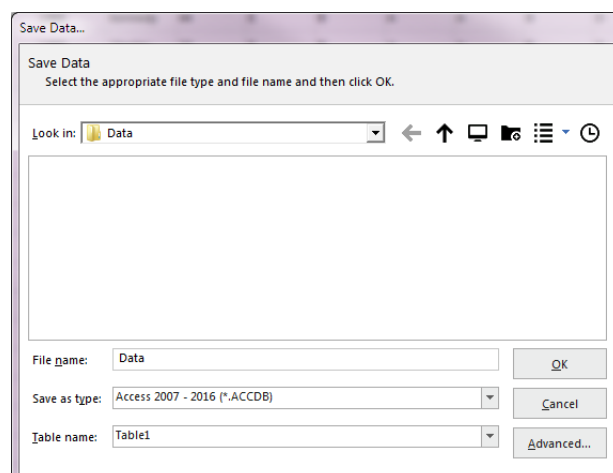 Save Data...
Save Data
Select the appropriate file type and file name and then click OK.
Look in: Data
File name: Data
OK
Save as type: Access 2007 - 2016 (*.ACCDB)
Cancel
Table name: Table1
Advanced...